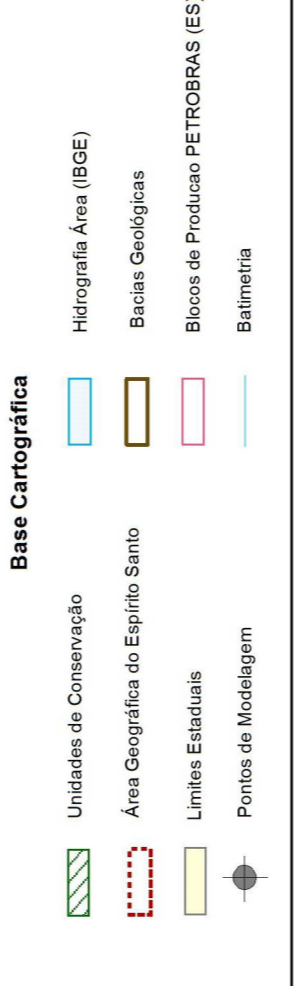 Base Cartográfica
Unidades de Conservação
Área Geográfica do Espírito Santo
Limites Estaduais
Pontos de Modelagem
Hidrografia Área (IBGE)
Bacias Geológicas
Blocos de Producao PETROBRAS (ES)
Batimetria